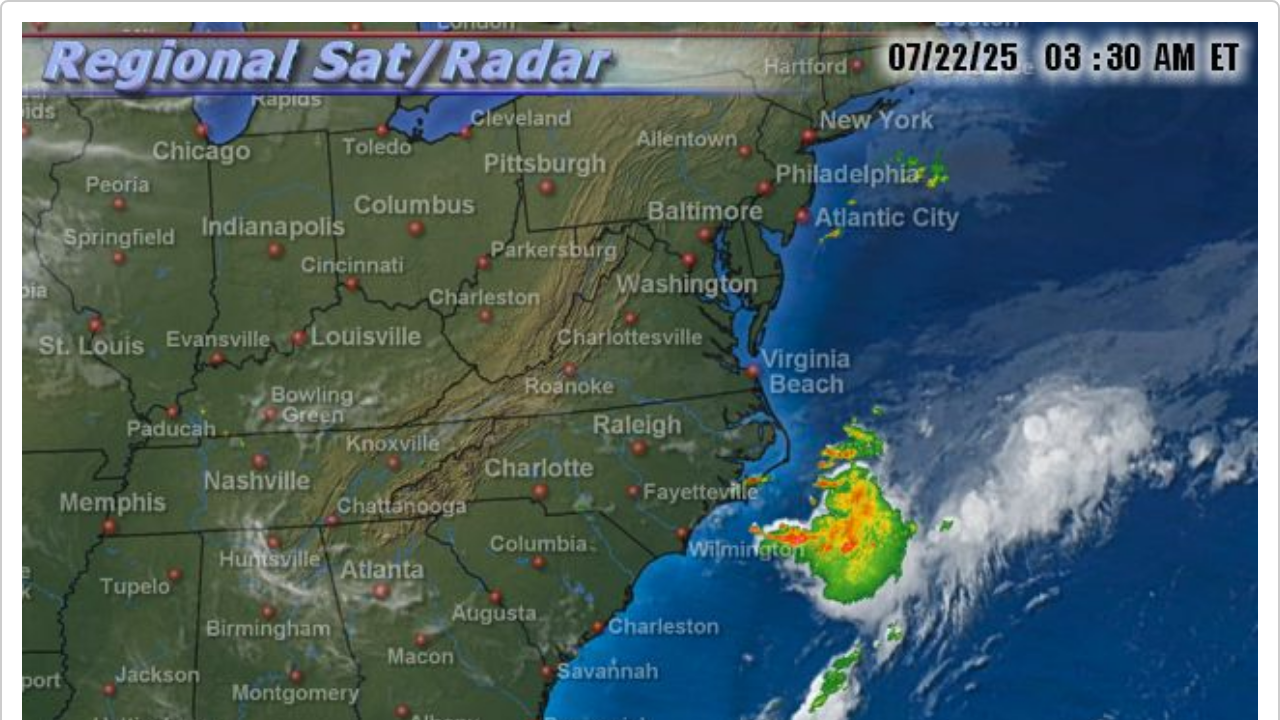 London
Boston
Regional Sat/Radar
07/22/25 03 :30 AM ET
Hartford
Rapids
Cleveland
New York
Chicago
Toledo
Allentown
Pittsburgh
Philadelphia
Peoria
Columbus
Baltimore
Atlantic City
Indianapolis
Springfield
Parkersburg
Cincinnati
Washington
Charleston
St. Louis
Evansville
Louisville
Charlottesville
Virginia
Beach
Roanoke
Bowling
Green
Paducah
Raleigh
Knoxville
Nashville
Charlotte
Memphis
Chattanooga
Fayetteville
Huntsville
Columbia
Wilmington
Tupelo
Atlanta
Augusta
Birmingham
Charleston
Macon
Jackson
Savannah
Montgomery